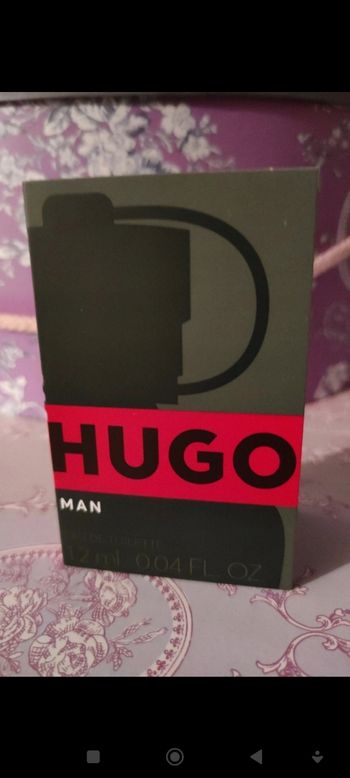 HUGO
MAN
EAU DE TOILETTE
1.2 ml 0.04 FL. OZ